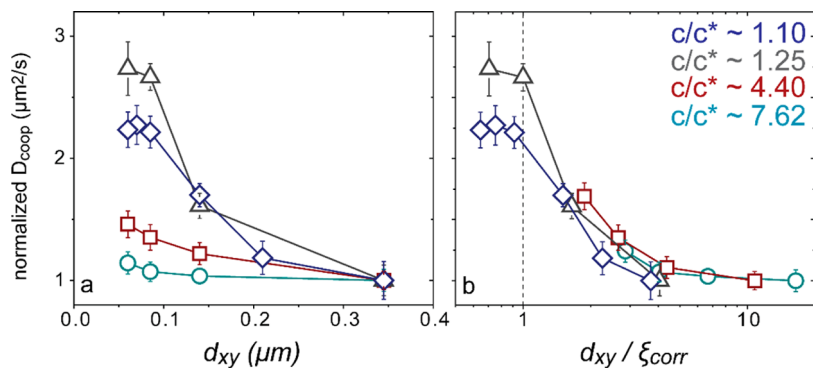 normalized D_coop (μm²/s)
3
2
1
a
0.0 0.1 0.2 0.3 0.4
d_xy (μm)
c/c* ~ 1.10
c/c* ~ 1.25
c/c* ~ 4.40
c/c* ~ 7.62
b
1 10
d_xy / ξ_corr